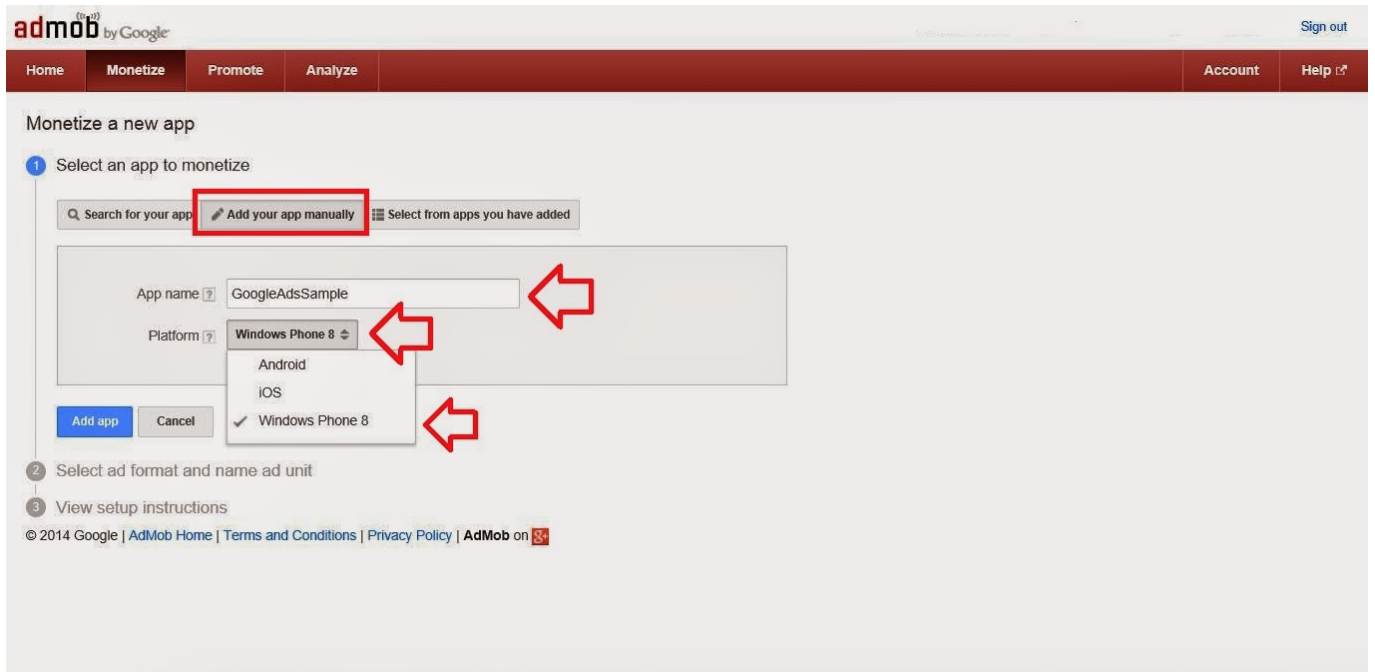 admob by Google
Sign out
Home Monetize Promote Analyze Account Help
Monetize a new app
1 Select an app to monetize
Search for your app Add your app manually Select from apps you have added
App name ? GoogleAdsSample
Platform ? Windows Phone 8
Android
iOS
✓ Windows Phone 8
Add app Cancel
2 Select ad format and name ad unit
3 View setup instructions
© 2014 Google | AdMob Home | Terms and Conditions | Privacy Policy | AdMob on g+